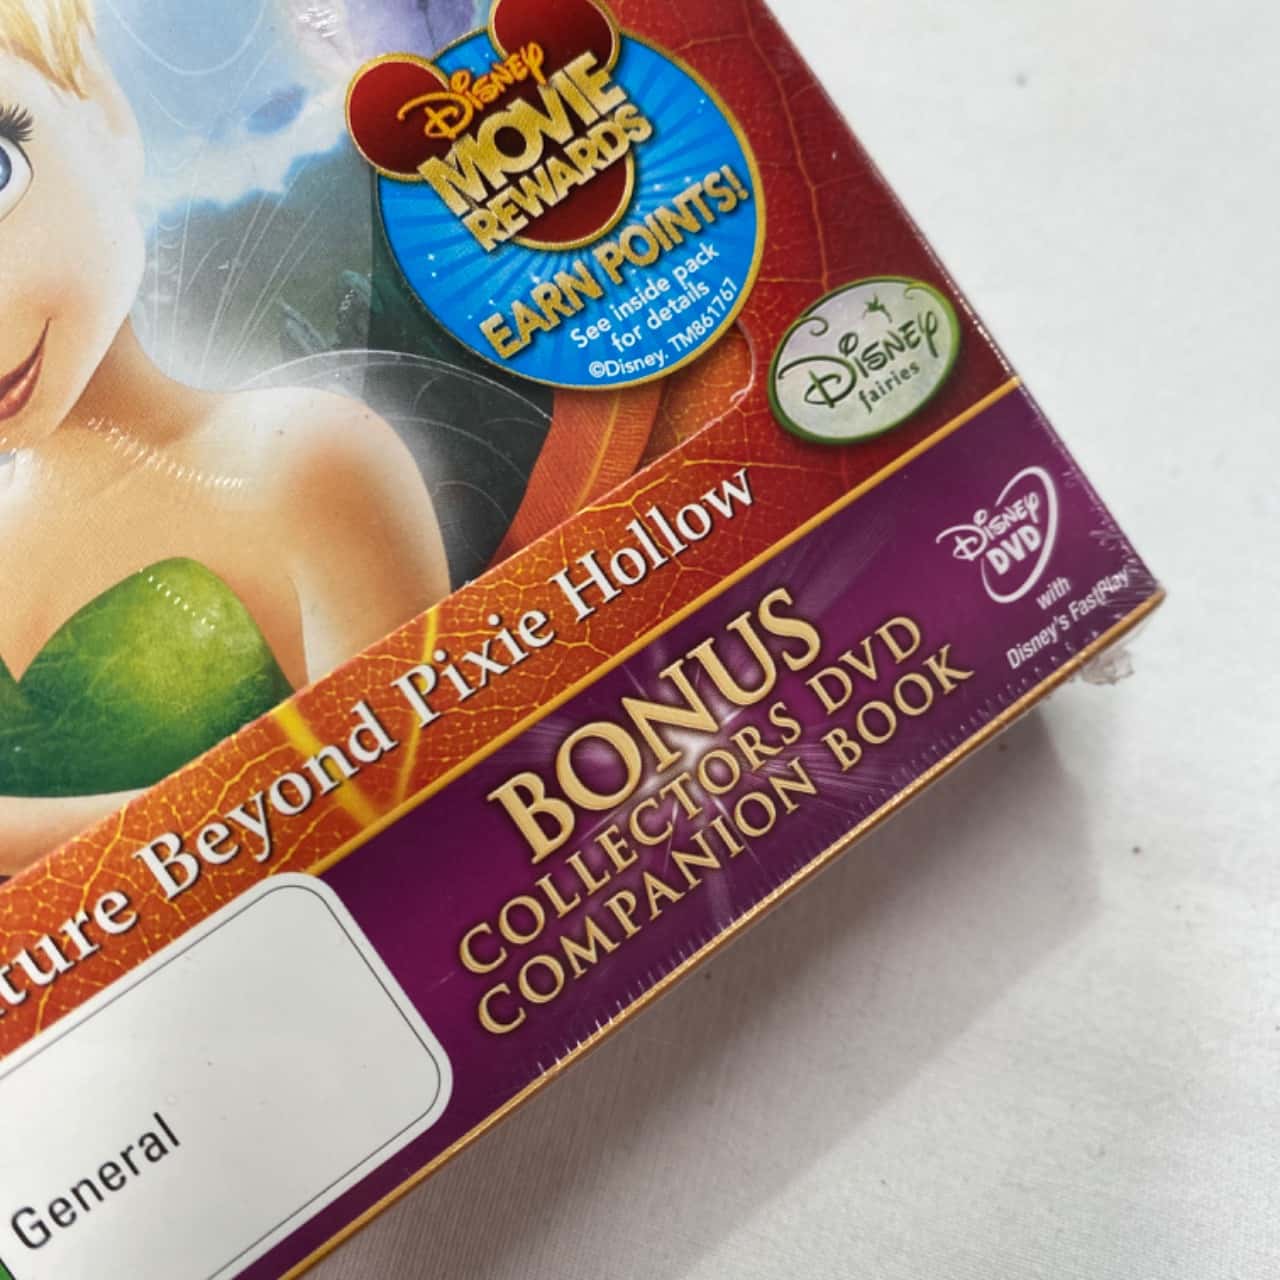 Disney
MOVIE
REWARDS
EARN POINTS!
See inside pack
for details
©Disney. TM861767
Disney
fairies
ture Beyond Pixie Hollow
Disney
DVD
with
Disney's FastPlay
BONUS
COLLECTORS DVD
COMPANION BOOK
General